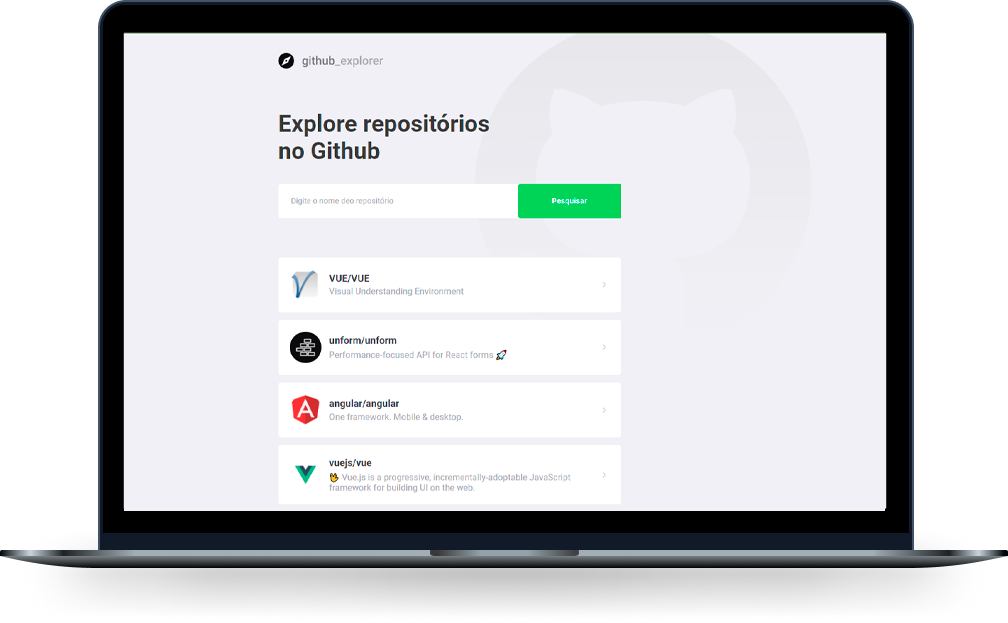 github_explorer
Explore repositórios
no Github
Digite o nome deo repositório
Pesquisar
VUE/VUE
Visual Understanding Environment
unform/unform
Performance-focused API for React forms 🚀
angular/angular
One framework. Mobile & desktop.
vuejs/vue
🖖 Vue.js is a progressive, incrementally-adoptable JavaScript
framework for building UI on the web.